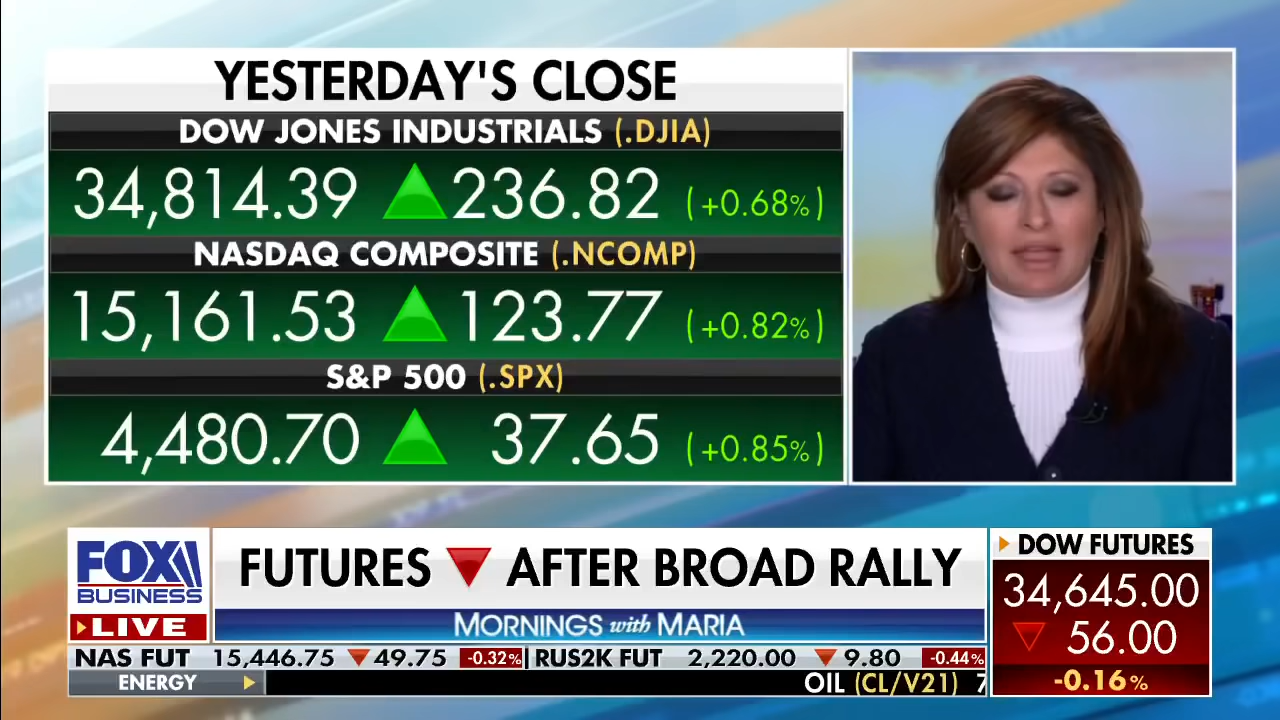 YESTERDAY'S CLOSE
DOW JONES INDUSTRIALS (.DJIA)
34,814.39 ▲ 236.82 (+0.68%)
NASDAQ COMPOSITE (.NCOMP)
15,161.53 ▲ 123.77 (+0.82%)
S&P 500 (.SPX)
4,480.70 ▲ 37.65 (+0.85%)
FOX BUSINESS
LIVE
FUTURES ▼ AFTER BROAD RALLY
MORNINGS with MARIA
DOW FUTURES
34,645.00
▼ 56.00
-0.16%
NAS FUT 15,446.75 ▼ 49.75 -0.32% RUS2K FUT 2,220.00 ▼ 9.80 -0.44%
ENERGY OIL (CL/V21)